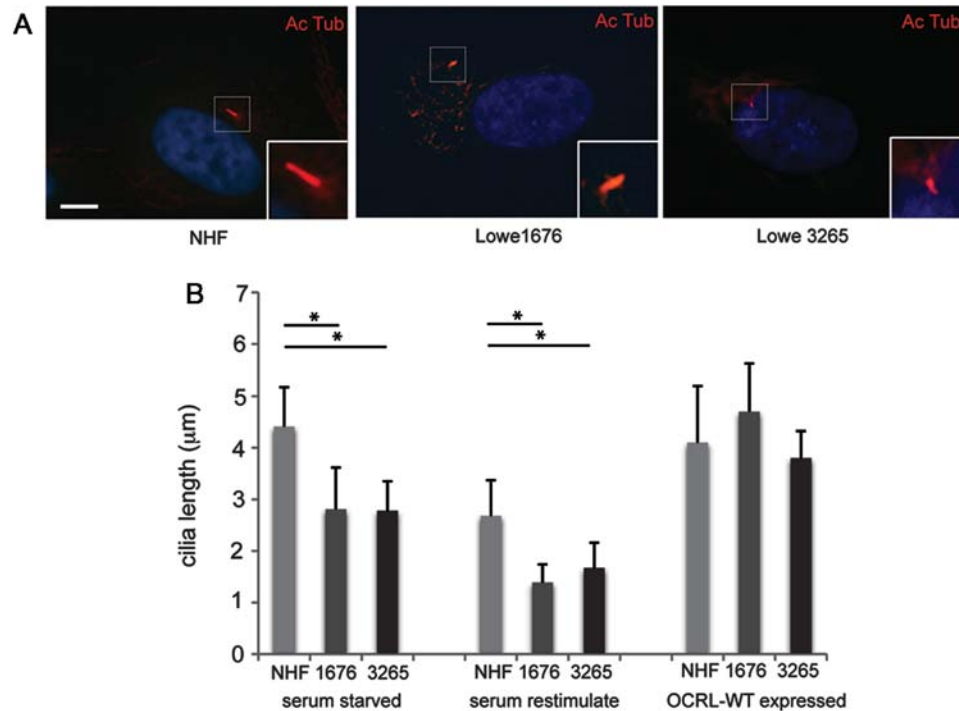 A
Ac Tub
Ac Tub
Ac Tub
NHF
Lowe1676
Lowe 3265
B
cilia length (μm)
7
6
5
4
3
2
1
0
*
*
*
*
NHF 1676 3265
NHF 1676 3265
NHF 1676 3265
serum starved
serum restimulate
OCRL-WT expressed